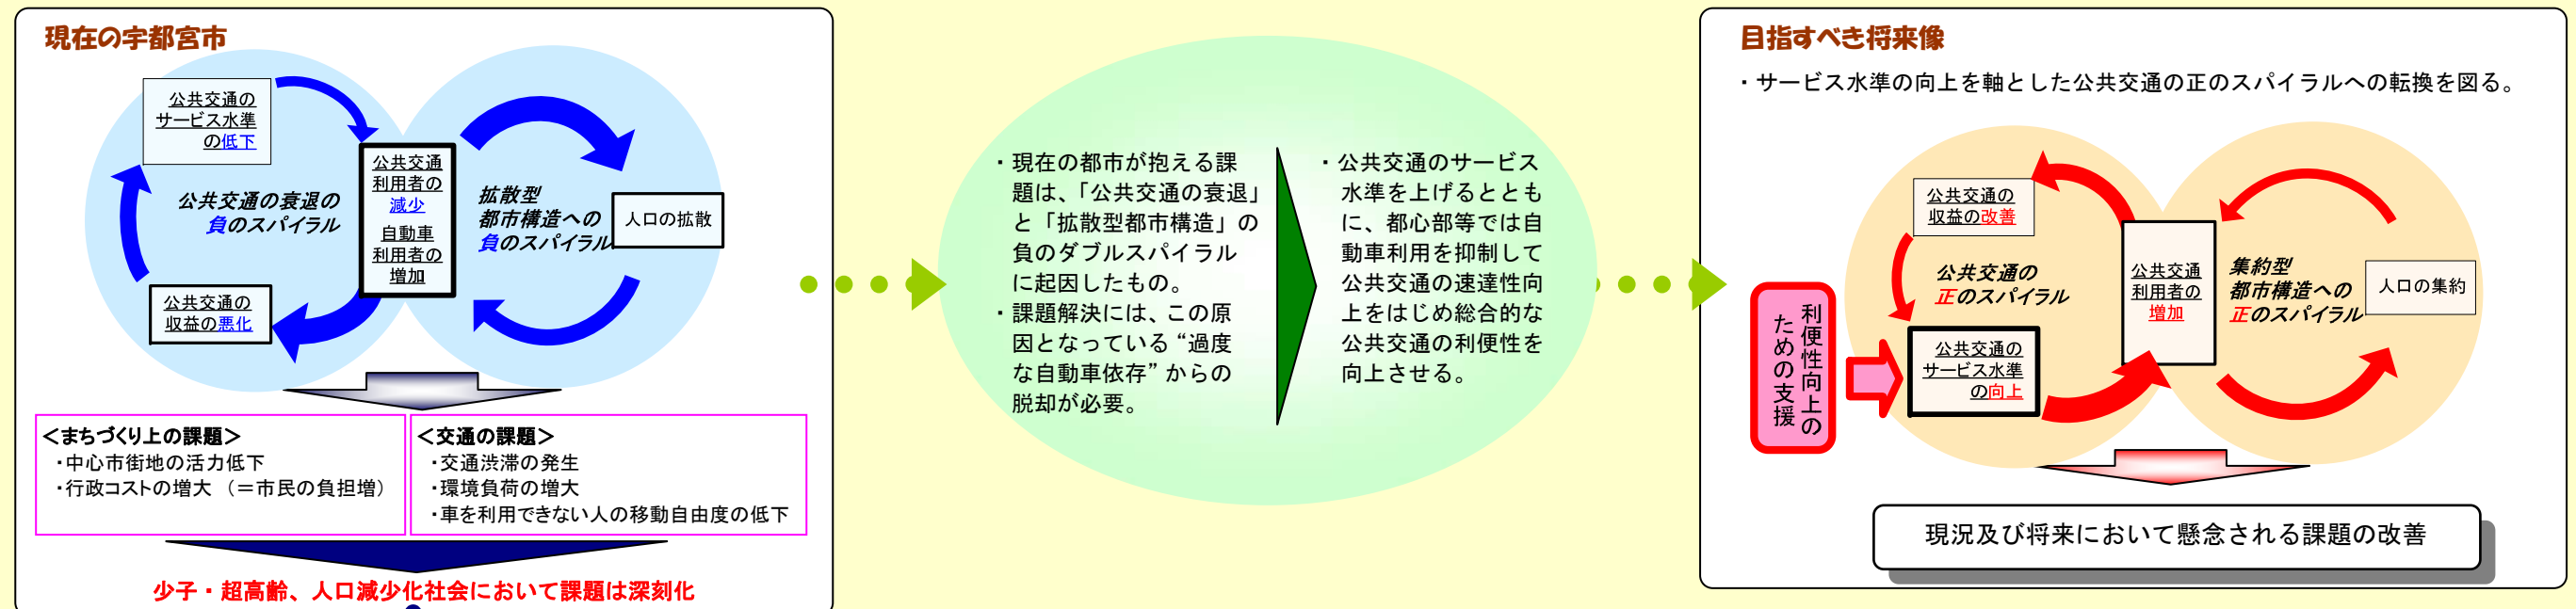 現在の宇都宮市
公共交通の
サービス水準
の低下
公共交通の衰退の
負のスパイラル
公共交通の
収益の悪化
公共交通
利用者の
減少
自動車
利用者の
増加
拡散型
都市構造への
負のスパイラル
人口の拡散
＜まちづくり上の課題＞
・中心市街地の活力低下
・行政コストの増大（＝市民の負担増）
＜交通の課題＞
・交通渋滞の発生
・環境負荷の増大
・車を利用できない人の移動自由度の低下
少子・超高齢、人口減少化社会において課題は深刻化
・現在の都市が抱える課
題は、「公共交通の衰退」
と「拡散型都市構造」の
負のダブルスパイラル
に起因したもの。
・課題解決には、この原
因となっている“過度
な自動車依存”からの
脱却が必要。
・公共交通のサービス
水準を上げるととも
に、都心部等では自
動車利用を抑制して
公共交通の速達性向
上をはじめ総合的な
公共交通の利便性を
向上させる。
目指すべき将来像
・サービス水準の向上を軸とした公共交通の正のスパイラルへの転換を図る。
公共交通の
収益の改善
公共交通の
正のスパイラル
利便性向上の
ための支援
公共交通の
サービス水準
の向上
公共交通
利用者の
増加
集約型
都市構造への
正のスパイラル
人口の集約
現況及び将来において懸念される課題の改善